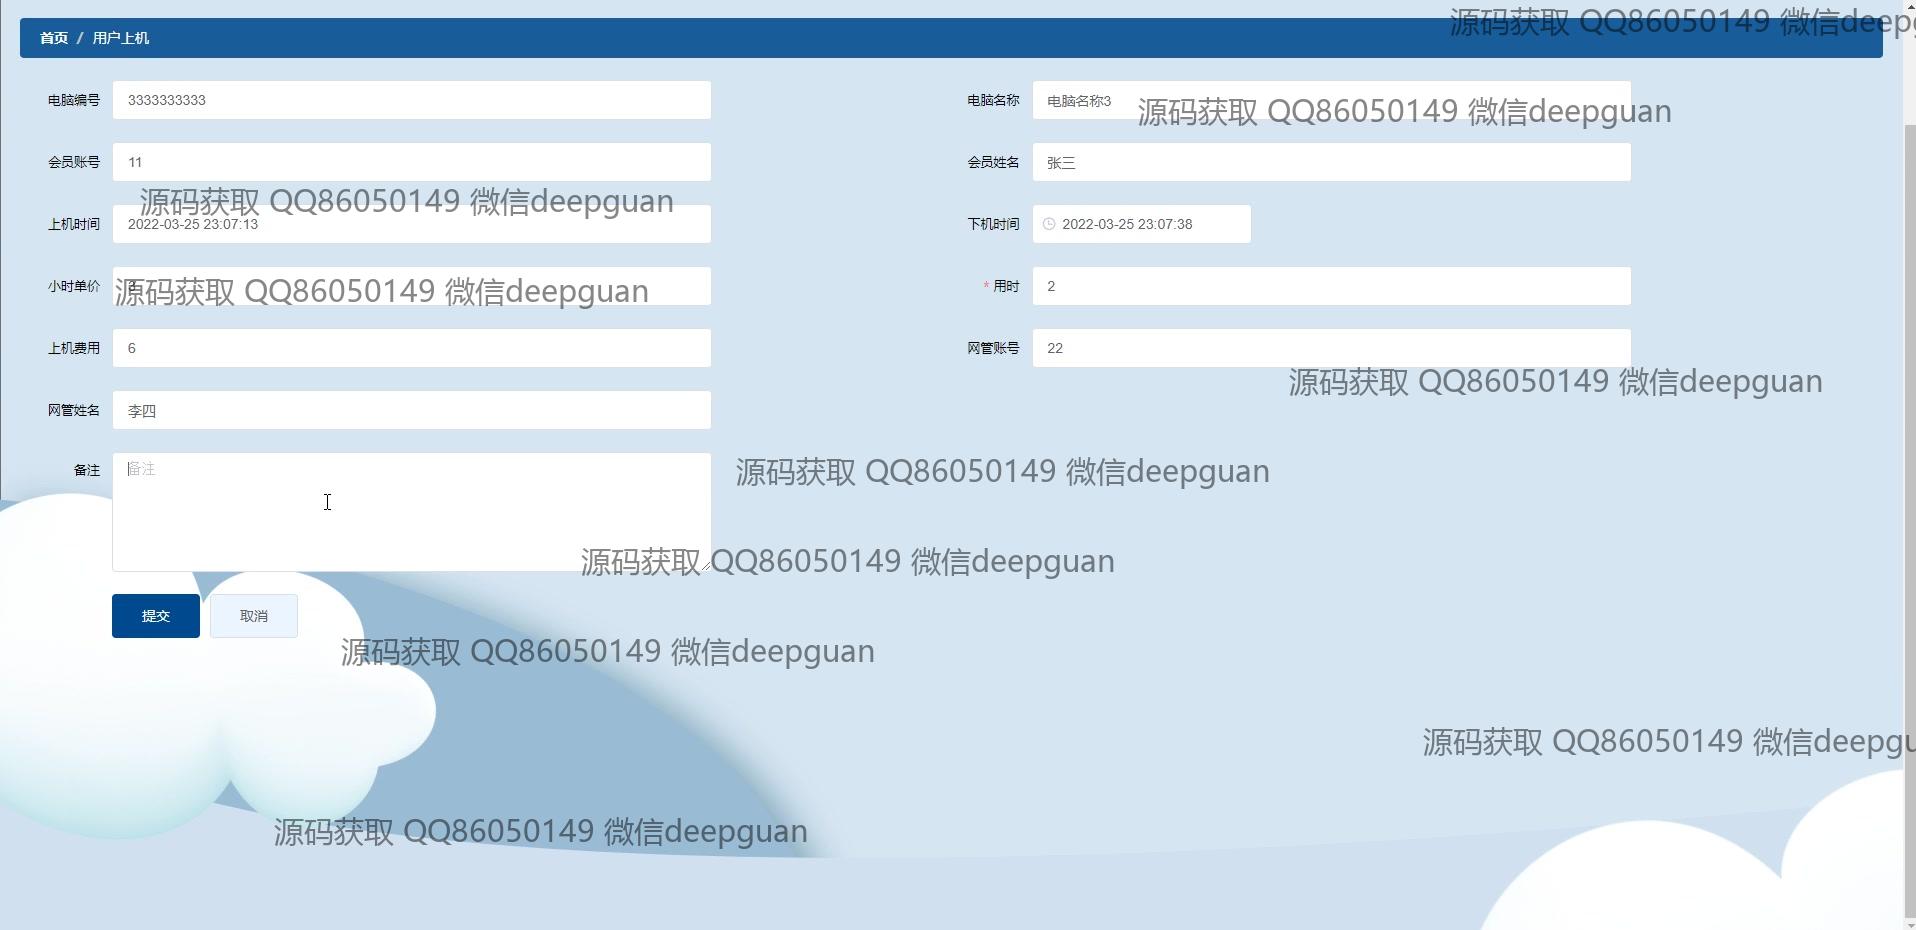 首页 / 用户上机
源码获取 QQ86050149 微信deepg
电脑编号 3333333333
电脑名称 电脑名称3
源码获取 QQ86050149 微信deepguan
会员账号 11
会员姓名 张三
源码获取 QQ86050149 微信deepguan
上机时间 2022-03-25 23:07:13
下机时间 2022-03-25 23:07:38
小时单价
源码获取 QQ86050149 微信deepguan
* 用时 2
上机费用 6
网管账号 22
源码获取 QQ86050149 微信deepguan
网管姓名 李四
备注 备注
源码获取 QQ86050149 微信deepguan
源码获取 QQ86050149 微信deepguan
提交 取消
源码获取 QQ86050149 微信deepguan
源码获取 QQ86050149 微信deepgu
源码获取 QQ86050149 微信deepguan